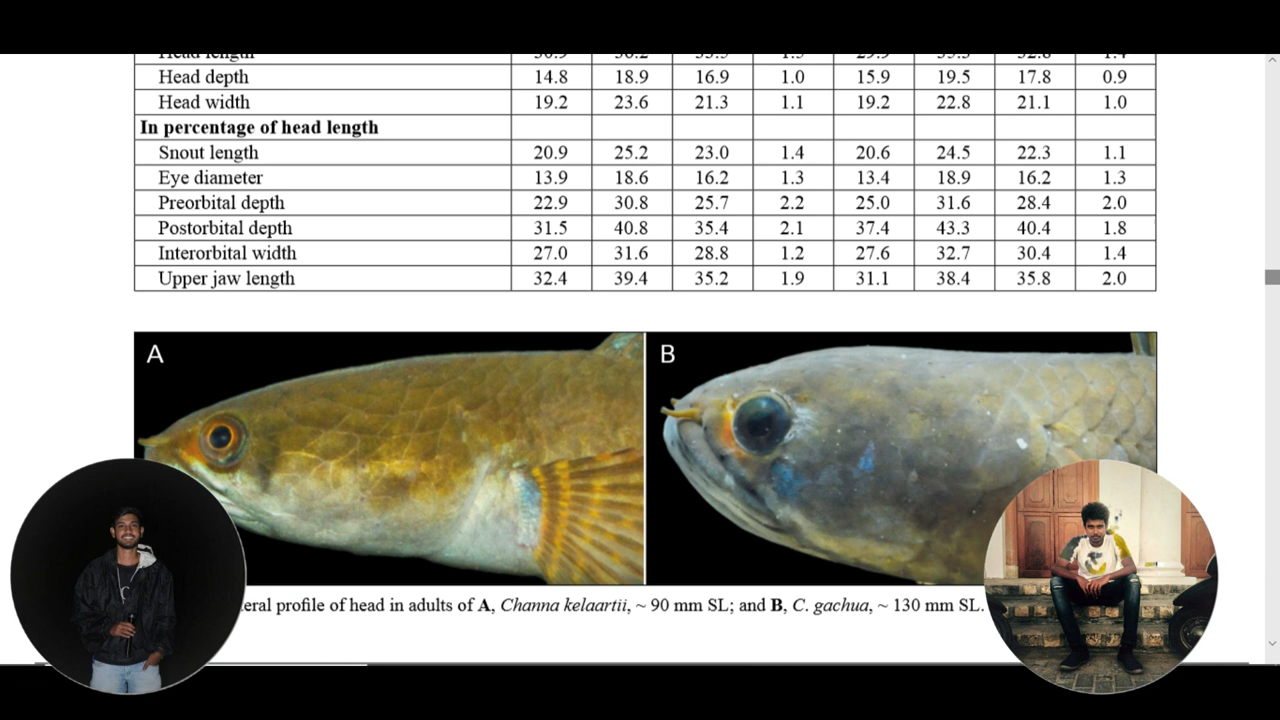 Head length
Head depth 14.8 18.9 16.9 1.0 15.9 19.5 17.8 0.9
Head width 19.2 23.6 21.3 1.1 19.2 22.8 21.1 1.0
In percentage of head length
Snout length 20.9 25.2 23.0 1.4 20.6 24.5 22.3 1.1
Eye diameter 13.9 18.6 16.2 1.3 13.4 18.9 16.2 1.3
Preorbital depth 22.9 30.8 25.7 2.2 25.0 31.6 28.4 2.0
Postorbital depth 31.5 40.8 35.4 2.1 37.4 43.3 40.4 1.8
Interorbital width 27.0 31.6 28.8 1.2 27.6 32.7 30.4 1.4
Upper jaw length 32.4 39.4 35.2 1.9 31.1 38.4 35.8 2.0
A B
eral profile of head in adults of A, Channa kelaartii, ~ 90 mm SL; and B, C. gachua, ~ 130 mm SL.